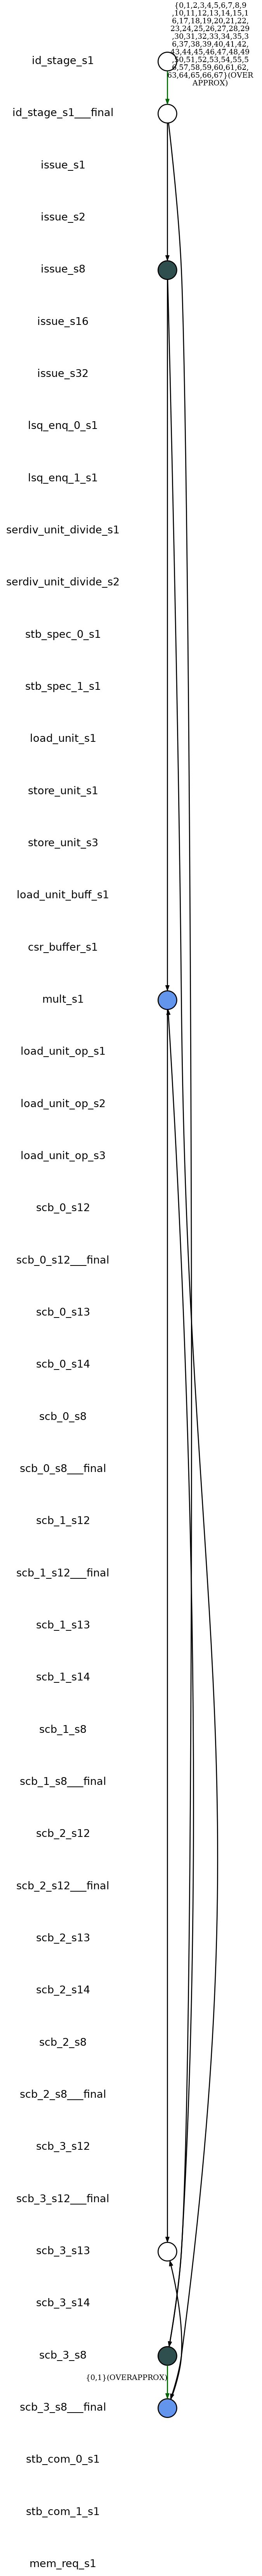 {0,1,2,3,4,5,6,7,8,9
,10,11,12,13,14,15,1
6,17,18,19,20,21,22,
23,24,25,26,27,28,29
,30,31,32,33,34,35,3
6,37,38,39,40,41,42,
43,44,45,46,47,48,49
,50,51,52,53,54,55,5
6,57,58,59,60,61,62,
63,64,65,66,67}(OVER
APPROX)
id_stage_s1
id_stage_s1___final
issue_s1
issue_s2
issue_s8
issue_s16
issue_s32
lsq_enq_0_s1
lsq_enq_1_s1
serdiv_unit_divide_s1
serdiv_unit_divide_s2
stb_spec_0_s1
stb_spec_1_s1
load_unit_s1
store_unit_s1
store_unit_s3
load_unit_buff_s1
csr_buffer_s1
mult_s1
load_unit_op_s1
load_unit_op_s2
load_unit_op_s3
scb_0_s12
scb_0_s12___final
scb_0_s13
scb_0_s14
scb_0_s8
scb_0_s8___final
scb_1_s12
scb_1_s12___final
scb_1_s13
scb_1_s14
scb_1_s8
scb_1_s8___final
scb_2_s12
scb_2_s12___final
scb_2_s13
scb_2_s14
scb_2_s8
scb_2_s8___final
scb_3_s12
scb_3_s12___final
scb_3_s13
scb_3_s14
scb_3_s8
{0,1}(OVERAPPROX)
scb_3_s8___final
stb_com_0_s1
stb_com_1_s1
mem_req_s1